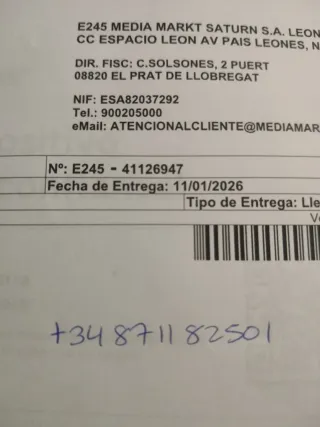 E245 MEDIA MARKT SATURN S.A. LEON
CC ESPACIO LEON AV PAIS LEONES, N
DIR. FISC: C.SOLSONES, 2 PUERT
08820 EL PRAT DE LLOBREGAT
NIF: ESA82037292
Tel.: 900205000
eMail: ATENCIONALCLIENTE@MEDIAMAR
Nº: E245 - 41126947
Fecha de Entrega: 11/01/2026
Tipo de Entrega: Lle
+34 871182501